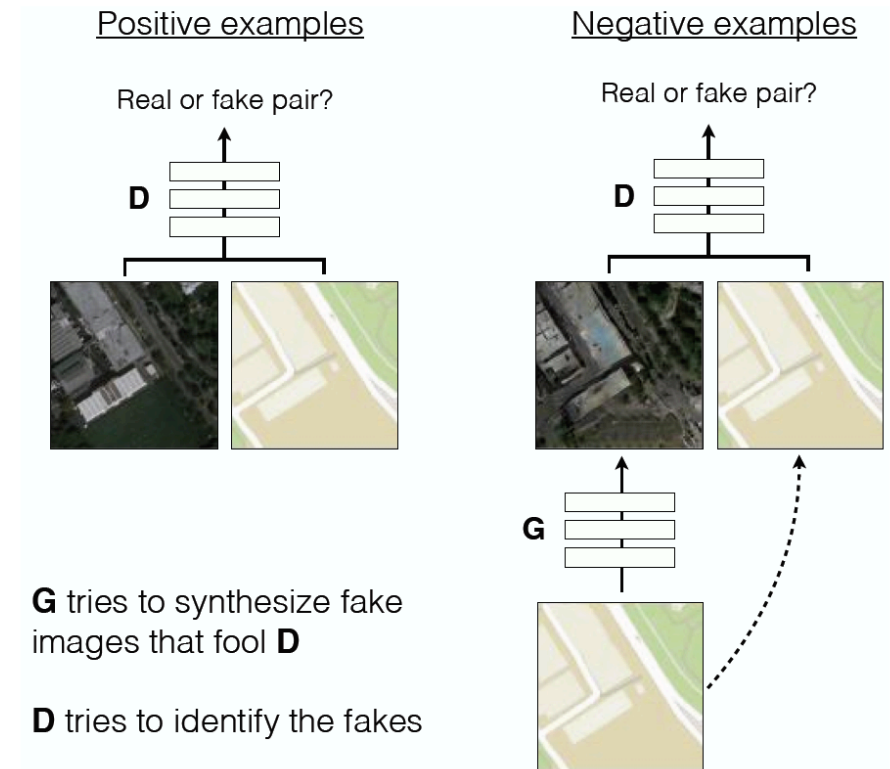 Positive examples
Negative examples
Real or fake pair?
Real or fake pair?
D
D
G
G tries to synthesize fake
images that fool D
D tries to identify the fakes